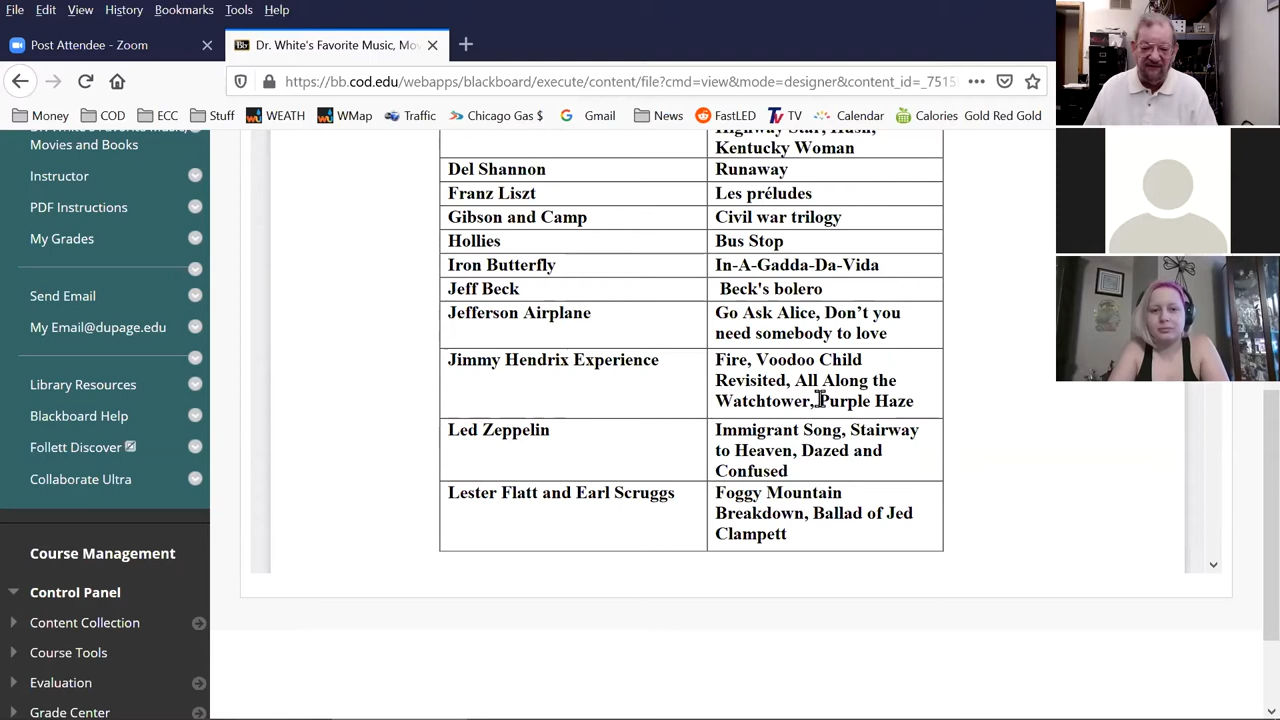 File Edit View History Bookmarks Tools Help
Post Attendee - Zoom
Dr. White's Favorite Music, Mov
https://bb.cod.edu/webapps/blackboard/execute/content/file?cmd=view&mode=designer&content_id=_7515
Money COD ECC Stuff WEATH WMap Traffic Chicago Gas $ Gmail News FastLED TV Calendar Calories Gold Red Gold
Dr. White's Favorite Music,
Movies and Books
Instructor
PDF Instructions
My Grades
Send Email
My Email@dupage.edu
Library Resources
Blackboard Help
Follett Discover
Collaborate Ultra
Course Management
Control Panel
Content Collection
Course Tools
Evaluation
Grade Center
Highway Star, Hush,
Kentucky Woman
Del Shannon Runaway
Franz Liszt Les préludes
Gibson and Camp Civil war trilogy
Hollies Bus Stop
Iron Butterfly In-A-Gadda-Da-Vida
Jeff Beck Beck's bolero
Jefferson Airplane Go Ask Alice, Don’t you
need somebody to love
Jimmy Hendrix Experience Fire, Voodoo Child
Revisited, All Along the
Watchtower, Purple Haze
Led Zeppelin Immigrant Song, Stairway
to Heaven, Dazed and
Confused
Lester Flatt and Earl Scruggs Foggy Mountain
Breakdown, Ballad of Jed
Clampett